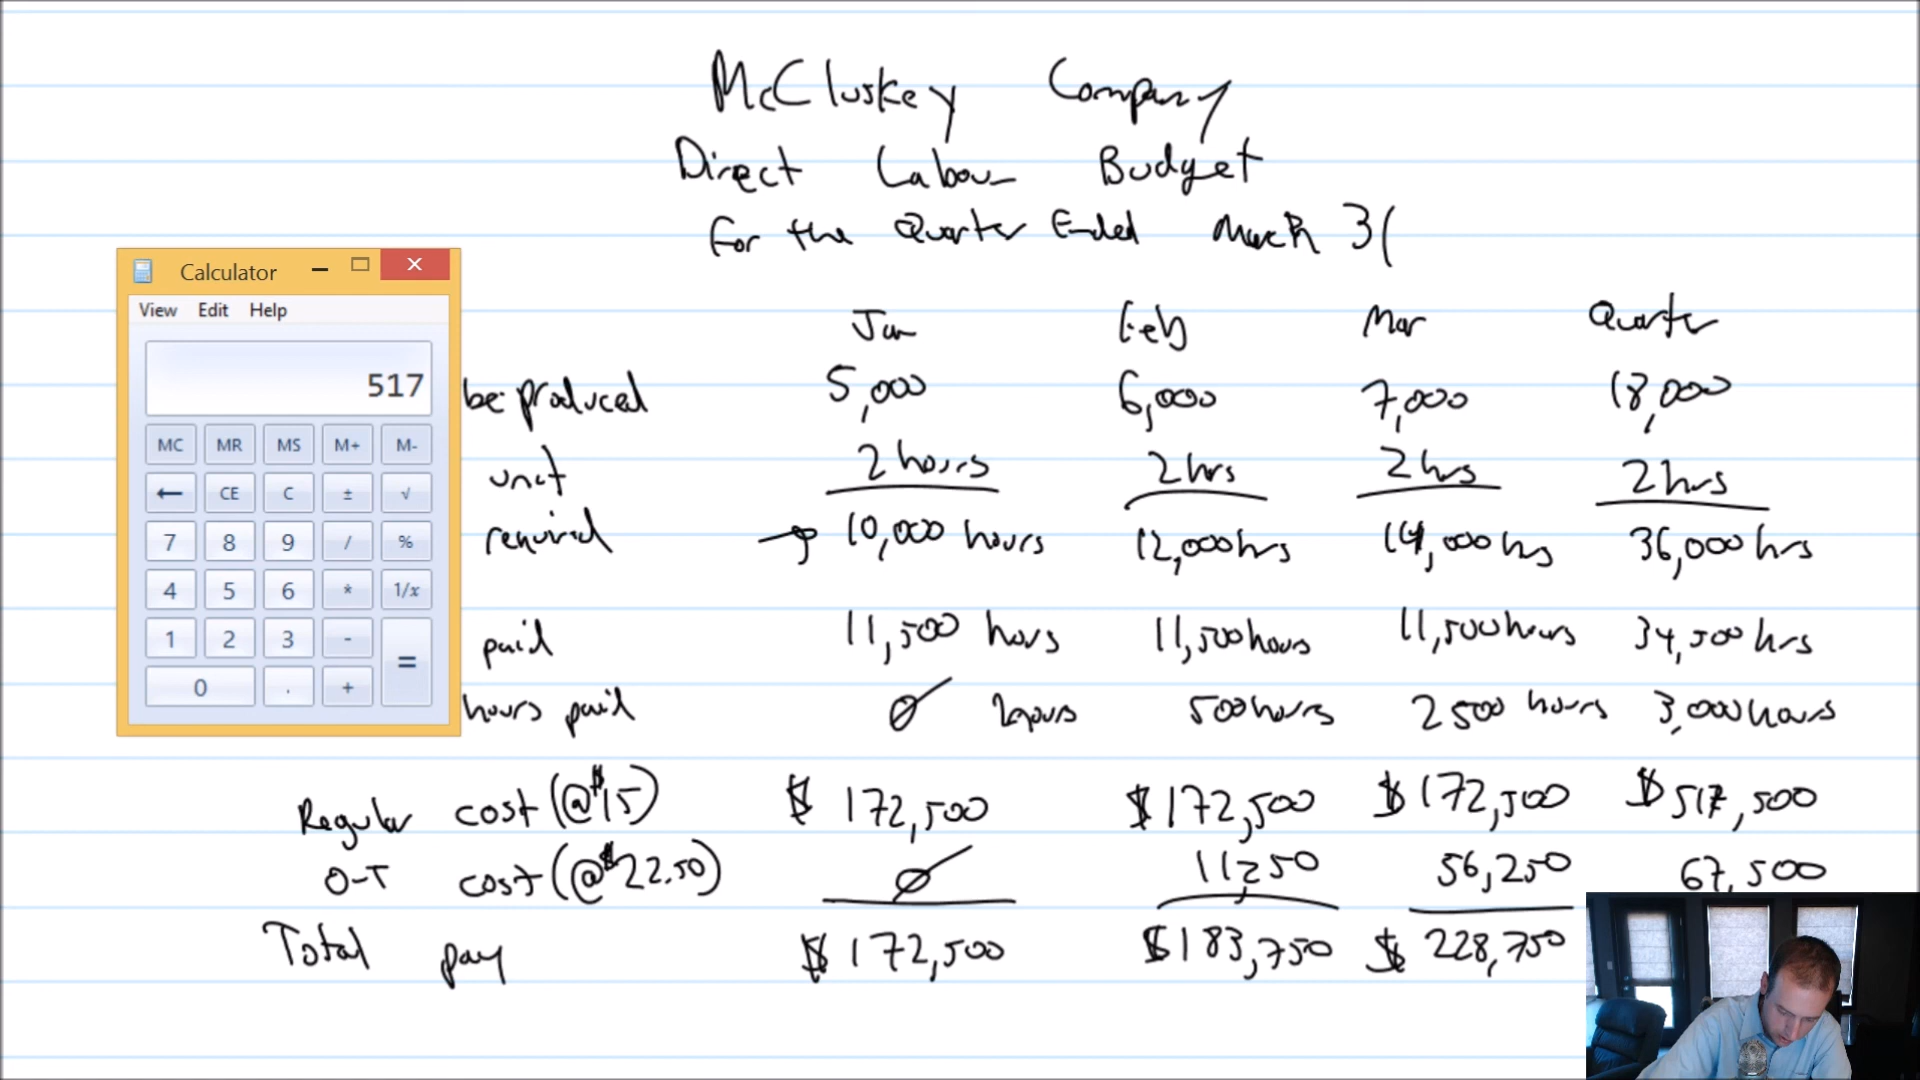 McCluskey Company
Direct Labour Budget
For the Quarter Ended March 31
Calculator
View Edit Help
517
MC MR MS M+ M-
← CE C ± √
7 8 9 / %
4 5 6 * 1/x
1 2 3 - =
0 . +
Jan Feb Mar Quarter
be produced 5,000 6,000 7,000 18,000
unit 2 hours 2 hrs 2 hrs 2 hrs
required → 10,000 hours 12,000 hrs 14,000 hrs 36,000 hrs
paid 11,500 hours 11,500 hours 11,500 hours 34,500 hrs
hours paid 0 hours 500 hours 2500 hours 3,000 hours
Regular cost (@$15) $ 172,500 $ 172,500 $ 172,500 $ 517,500
O-T cost (@$22.50) 0 11,250 56,250 67,500
Total pay $ 172,500 $ 183,750 $ 228,750